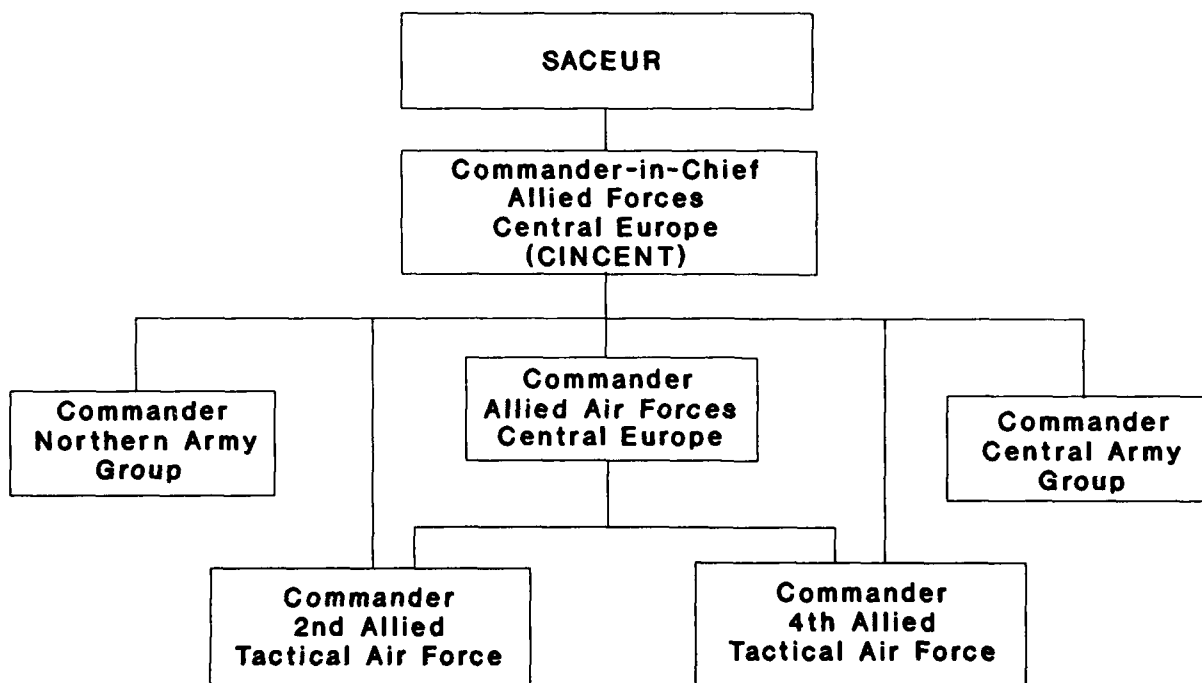 SACEUR
Commander-in-Chief
Allied Forces
Central Europe
(CINCENT)
Commander
Northern Army
Group
Commander
Allied Air Forces
Central Europe
Commander
Central Army
Group
Commander
2nd Allied
Tactical Air Force
Commander
4th Allied
Tactical Air Force